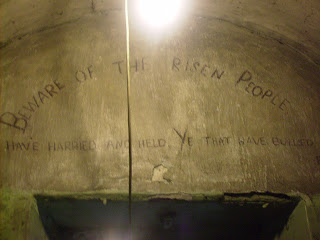 BEWARE OF THE RISEN PEOPLE
HAVE HARRIED AND HELD, YE THAT HAVE BULLIED